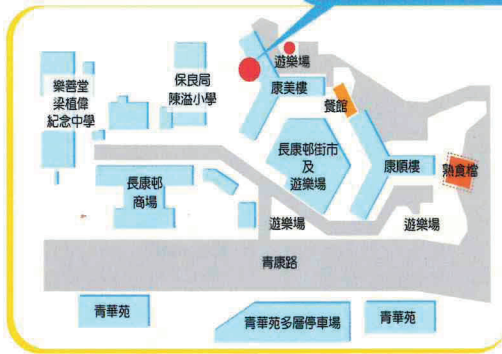 遊樂場
樂善堂
梁植偉
紀念中學
保良局
陳溢小學
康美樓
餐館
長康邨街市
及
遊樂場
康順樓
熟食檔
長康邨
商場
遊樂場
遊樂場
青康路
青華苑
青華苑多層停車場
青華苑